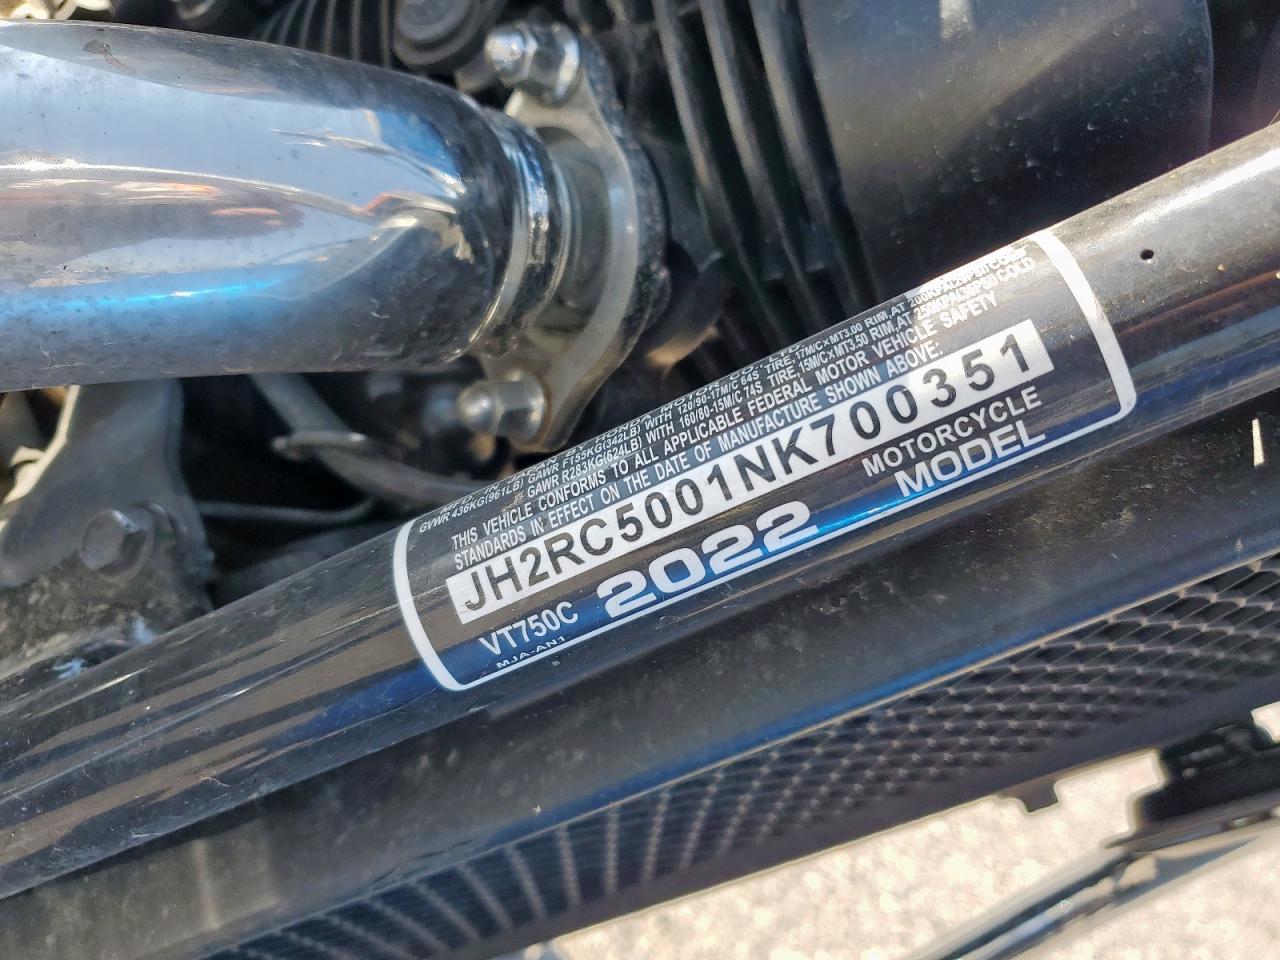 MFD. IN JAPAN BY HONDA MOTOR CO., LTD.
GVWR 436KG(961LB) GAWR F155KG(342LB) WITH 120/90-17M/C 64S TIRE, 17M/C×MT3.00 RIM, AT 200KPA
GAWR R283KG(624LB) WITH 160/80-15M/C 74S TIRE, 15M/C×MT3.50 RIM, AT 250KPA COLD
THIS VEHICLE CONFORMS TO ALL APPLICABLE FEDERAL MOTOR VEHICLE SAFETY
STANDARDS IN EFFECT ON THE DATE OF MANUFACTURE SHOWN ABOVE.
JH2RC5001NK700351
VT750C MOTORCYCLE
2022 MODEL
MJA-AN1